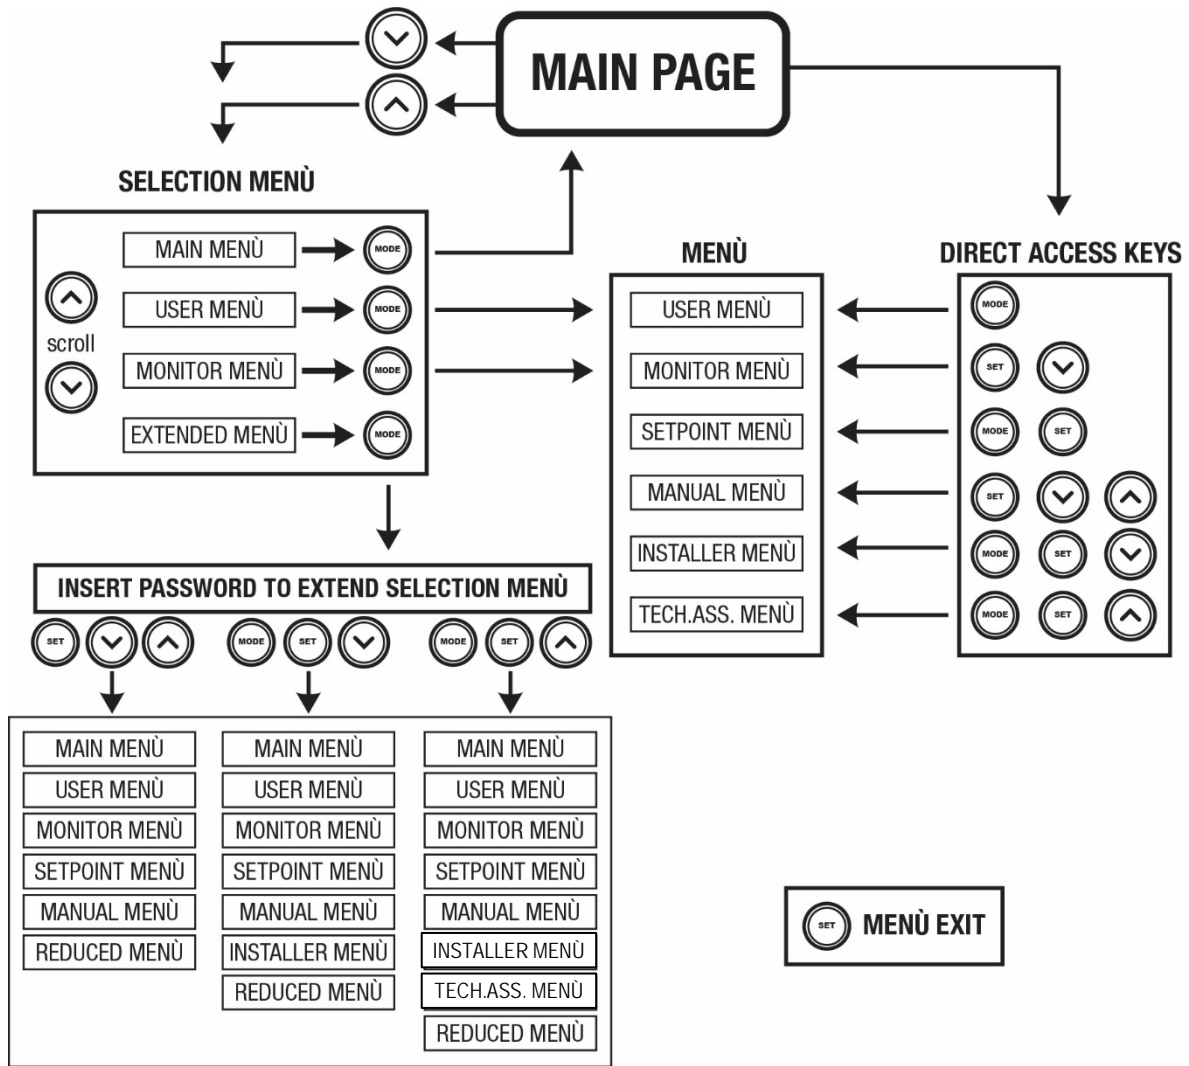 MAIN PAGE
SELECTION MENÙ
MAIN MENÙ
MODE
USER MENÙ
MODE
scroll
MONITOR MENÙ
MODE
EXTENDED MENÙ
MODE
MENÙ
USER MENÙ
MONITOR MENÙ
SETPOINT MENÙ
MANUAL MENÙ
INSTALLER MENÙ
TECH.ASS. MENÙ
DIRECT ACCESS KEYS
MODE
SET
MODE SET
SET
MODE SET
MODE SET
INSERT PASSWORD TO EXTEND SELECTION MENÙ
SET MODE SET MODE SET
MAIN MENÙ
USER MENÙ
MONITOR MENÙ
SETPOINT MENÙ
MANUAL MENÙ
REDUCED MENÙ
MAIN MENÙ
USER MENÙ
MONITOR MENÙ
SETPOINT MENÙ
MANUAL MENÙ
INSTALLER MENÙ
REDUCED MENÙ
MAIN MENÙ
USER MENÙ
MONITOR MENÙ
SETPOINT MENÙ
MANUAL MENÙ
INSTALLER MENÙ
TECH.ASS. MENÙ
REDUCED MENÙ
SET MENÙ EXIT